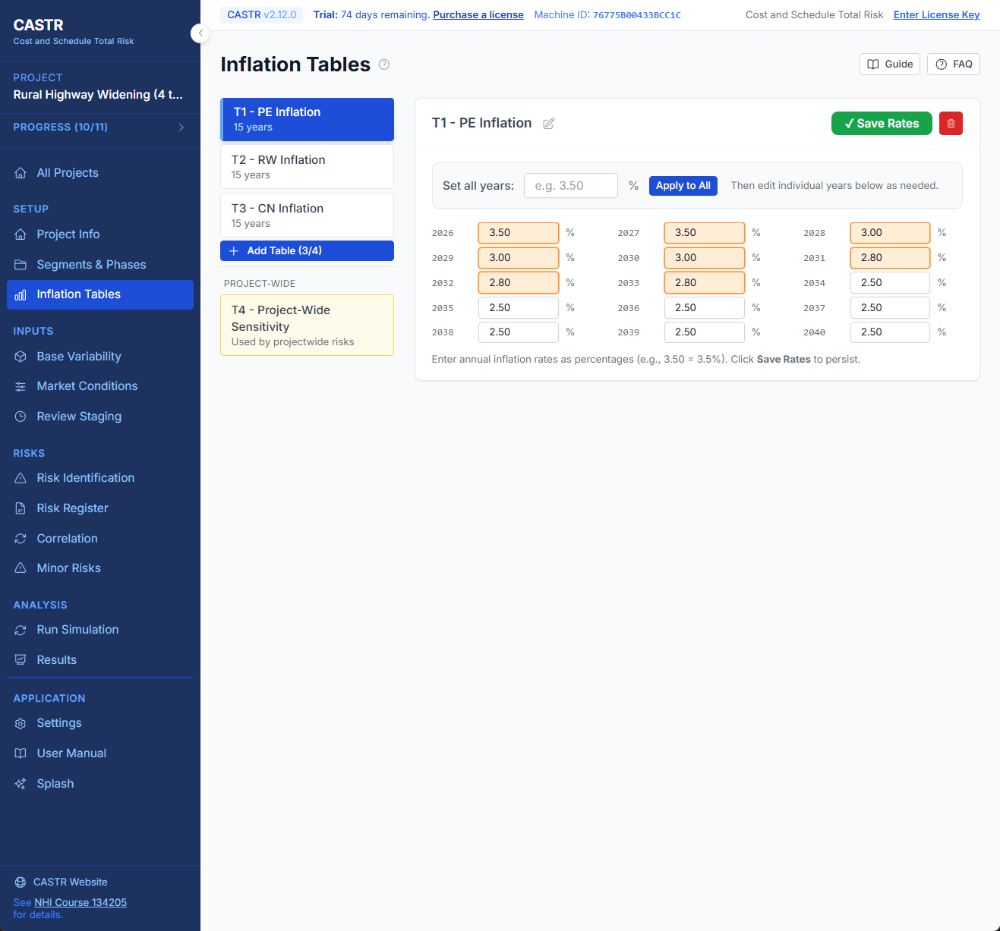 CASTR
Cost and Schedule Total Risk
PROJECT
Rural Highway Widening (4 t...
PROGRESS (10/11)
All Projects
SETUP
Project Info
Segments & Phases
Inflation Tables
INPUTS
Base Variability
Market Conditions
Review Staging
RISKS
Risk Identification
Risk Register
Correlation
Minor Risks
ANALYSIS
Run Simulation
Results
APPLICATION
Settings
User Manual
Splash
CASTR Website
See NHI Course 134205
for details.
CASTR v2.12.0 Trial: 74 days remaining. Purchase a license Machine ID: 76775B00433BCC1C Cost and Schedule Total Risk Enter License Key
Inflation Tables
Guide
FAQ
T1 - PE Inflation
15 years
T2 - RW Inflation
15 years
T3 - CN Inflation
15 years
Add Table (3/4)
PROJECT-WIDE
T4 - Project-Wide
Sensitivity
Used by projectwide risks
T1 - PE Inflation
✓ Save Rates
Set all years: e.g. 3.50 % Apply to All Then edit individual years below as needed.
2026 3.50 % 2027 3.50 % 2028 3.00 %
2029 3.00 % 2030 3.00 % 2031 2.80 %
2032 2.80 % 2033 2.80 % 2034 2.50 %
2035 2.50 % 2036 2.50 % 2037 2.50 %
2038 2.50 % 2039 2.50 % 2040 2.50 %
Enter annual inflation rates as percentages (e.g., 3.50 = 3.5%). Click Save Rates to persist.